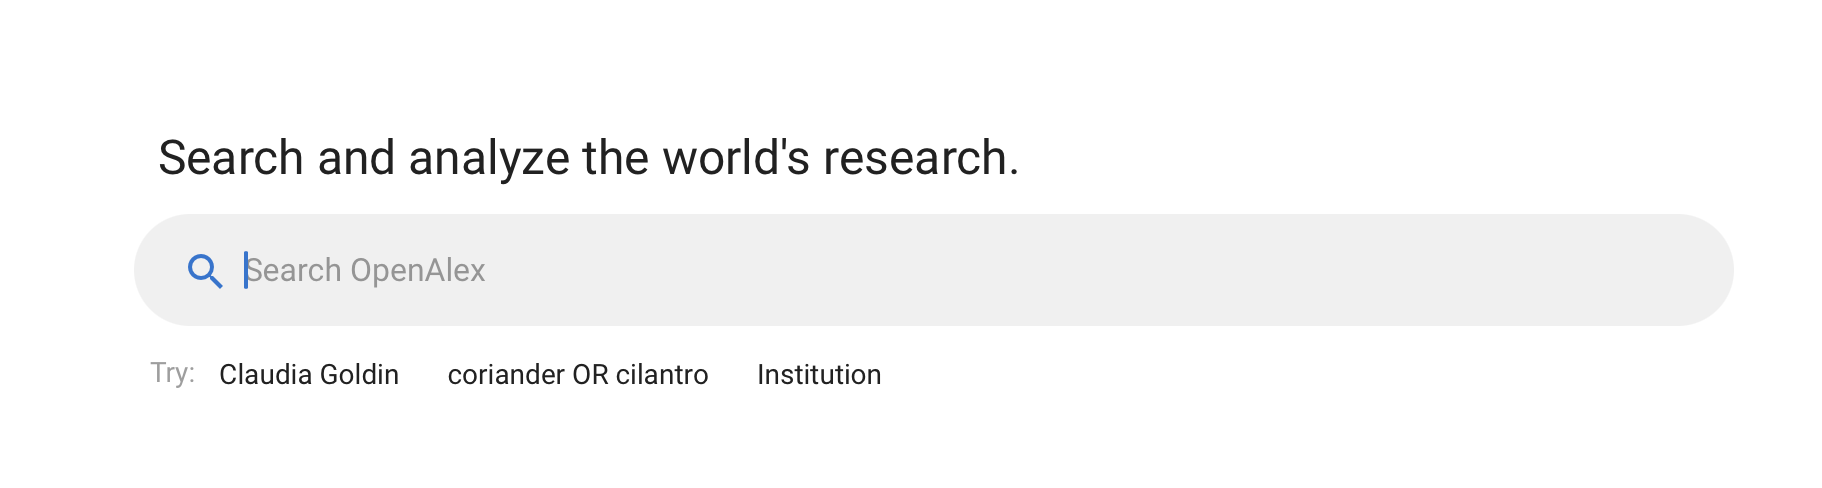 Search and analyze the world's research.
Search OpenAlex
Try: Claudia Goldin coriander OR cilantro Institution